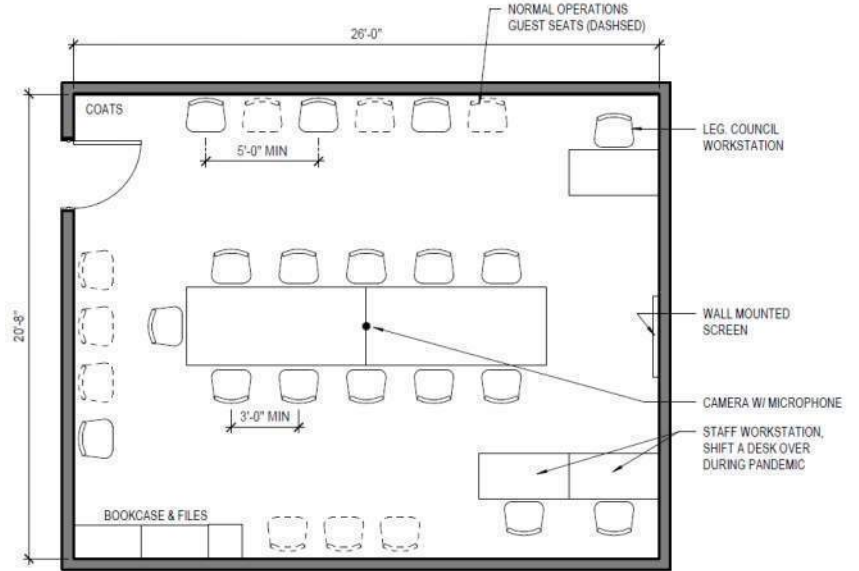 NORMAL OPERATIONS
GUEST SEATS (DASHSED)
26'-0"
COATS
LEG. COUNCIL
WORKSTATION
5'-0" MIN
20'-8"
WALL MOUNTED
SCREEN
CAMERA W/ MICROPHONE
3'-0" MIN
STAFF WORKSTATION,
SHIFT A DESK OVER
DURING PANDEMIC
BOOKCASE & FILES